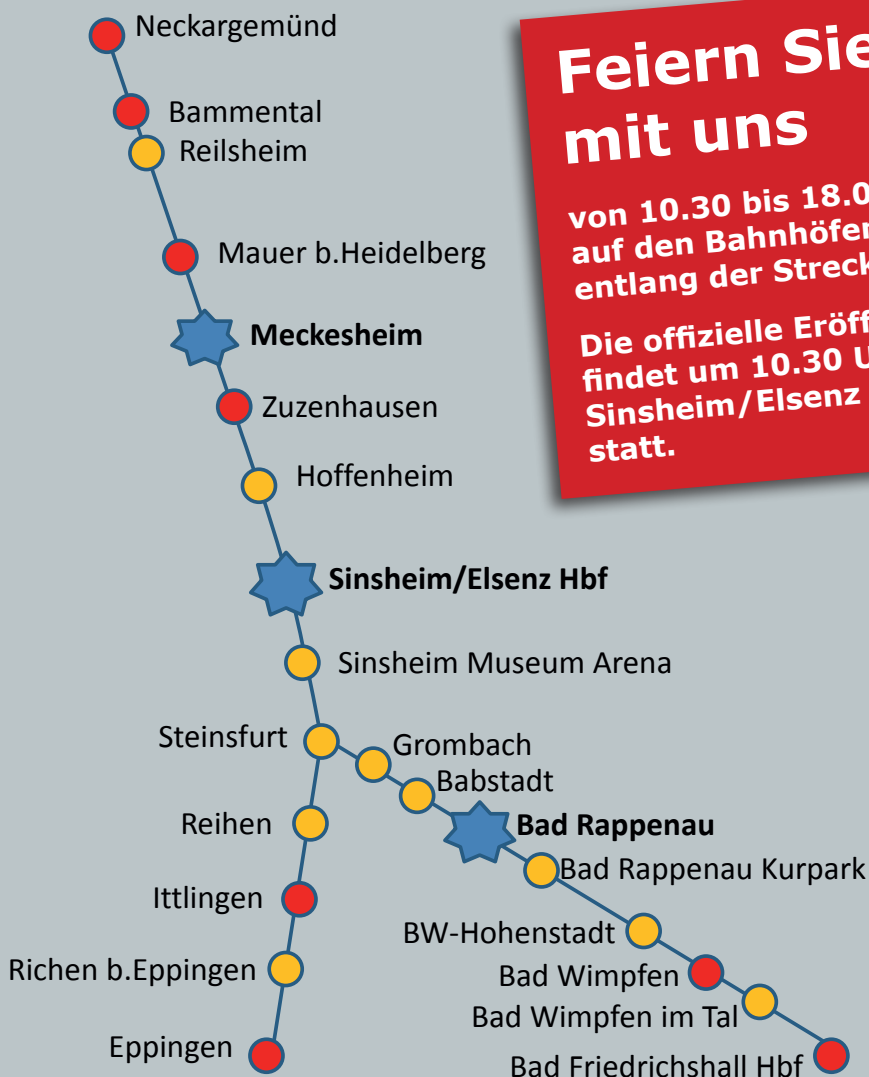 Neckargemünd
Bammental
Reilsheim
Mauer b.Heidelberg
Meckesheim
Zuzenhausen
Hoffenheim
Sinsheim/Elsenz Hbf
Sinsheim Museum Arena
Steinsfurt
Grombach
Babstadt
Reihen
Bad Rappenau
Bad Rappenau Kurpark
Ittlingen
BW-Hohenstadt
Richen b.Eppingen
Bad Wimpfen
Bad Wimpfen im Tal
Eppingen
Bad Friedrichshall Hbf
Feiern Sie
mit uns
von 10.30 bis 18.0
auf den Bahnhöfen
entlang der Streck
Die offizielle Eröff
findet um 10.30 U
Sinsheim/Elsenz
statt.